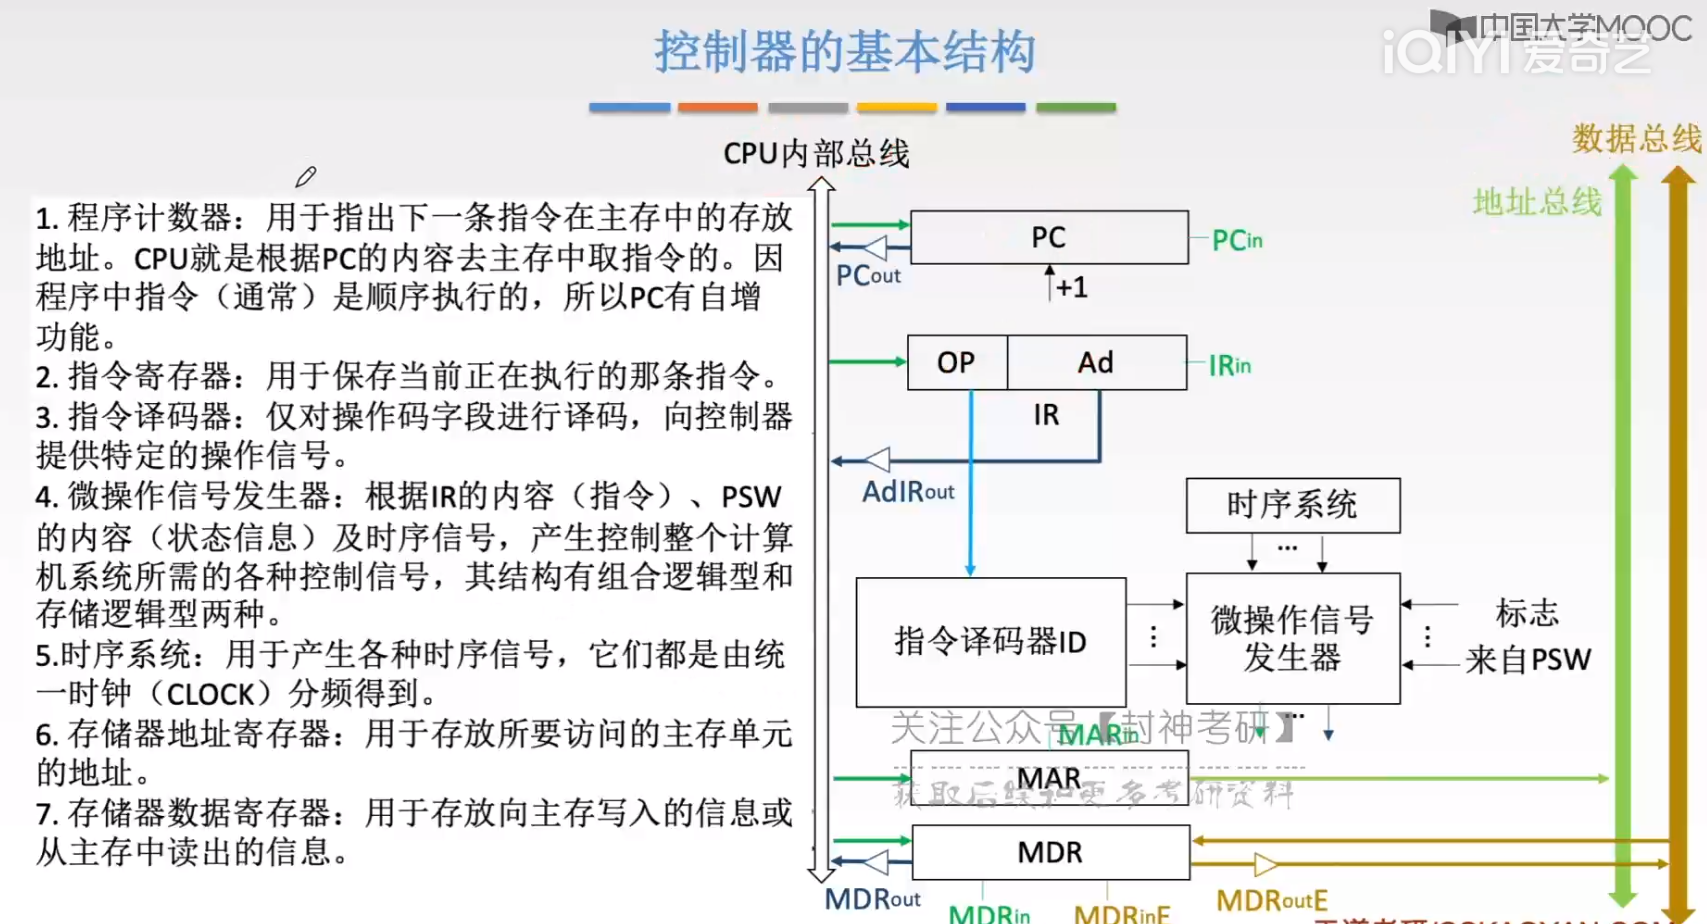 控制器的基本结构
中国大学MOOC
iQIYI 爱奇艺
1. 程序计数器：用于指出下一条指令在主存中的存放
地址。CPU就是根据PC的内容去主存中取指令的。因
程序中指令（通常）是顺序执行的，所以PC有自增
功能。
2. 指令寄存器：用于保存当前正在执行的那条指令。
3. 指令译码器：仅对操作码字段进行译码，向控制器
提供特定的操作信号。
4. 微操作信号发生器：根据IR的内容（指令）、PSW
的内容（状态信息）及时序信号，产生控制整个计算
机系统所需的各种控制信号，其结构有组合逻辑型和
存储逻辑型两种。
5.时序系统：用于产生各种时序信号，它们都是由统
一时钟（CLOCK）分频得到。
6. 存储器地址寄存器：用于存放所要访问的主存单元
的地址。
7. 存储器数据寄存器：用于存放向主存写入的信息或
从主存中读出的信息。
CPU内部总线
数据总线
地址总线
PC
PCin
PCout
+1
OP
Ad
IRin
IR
AdIRout
时序系统
...
指令译码器ID
微操作信号
发生器
标志
来自PSW
...
关注公众号【封神考研】
MARin
MAR
获取后续和更多考研资料
MDR
MDRout
MDRin
MDRinE
MDRoutE